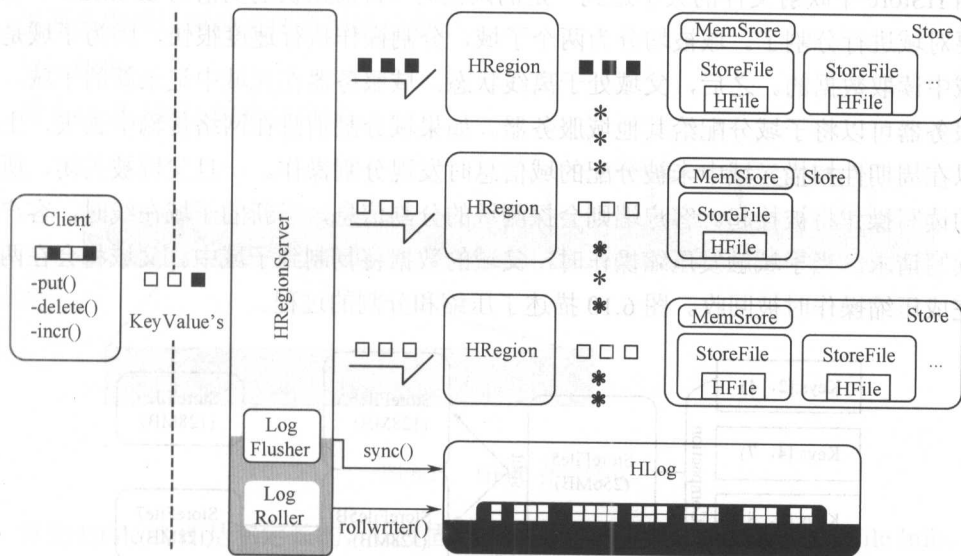 HRegion
MemSrore
Store
StoreFile
HFile
StoreFile
HFile
...
HRegionServer
Client
-put()
-delete()
-incr()
KeyValue's
HRegion
MemSrore
Store
StoreFile
HFile
HRegion
MemSrore
Store
StoreFile
HFile
StoreFile
HFile
...
Log
Flusher
sync()
Log
Roller
rollwriter()
HLog